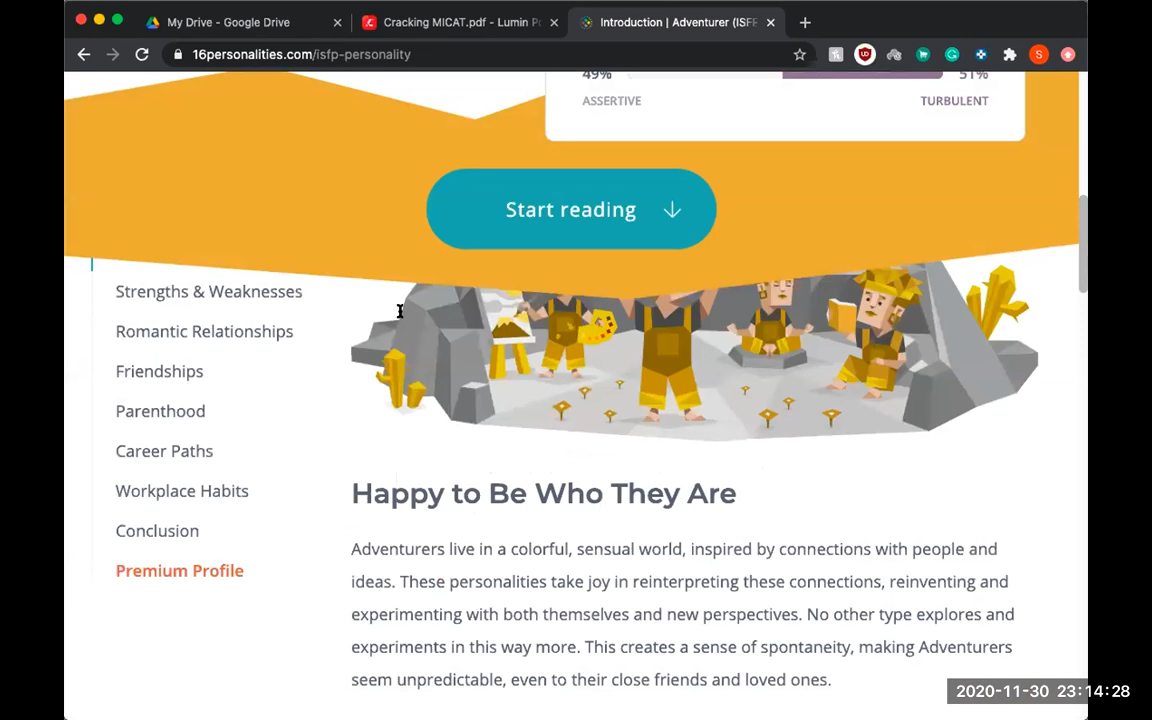 My Drive - Google Drive
Cracking MICAT.pdf - Lumin P
Introduction | Adventurer (ISFP
16personalities.com/isfp-personality
49%
51%
ASSERTIVE
TURBULENT
Start reading
Strengths & Weaknesses
Romantic Relationships
Friendships
Parenthood
Career Paths
Workplace Habits
Conclusion
Premium Profile
Happy to Be Who They Are
Adventurers live in a colorful, sensual world, inspired by connections with people and
ideas. These personalities take joy in reinterpreting these connections, reinventing and
experimenting with both themselves and new perspectives. No other type explores and
experiments in this way more. This creates a sense of spontaneity, making Adventurers
seem unpredictable, even to their close friends and loved ones.
2020-11-30 23:14:28